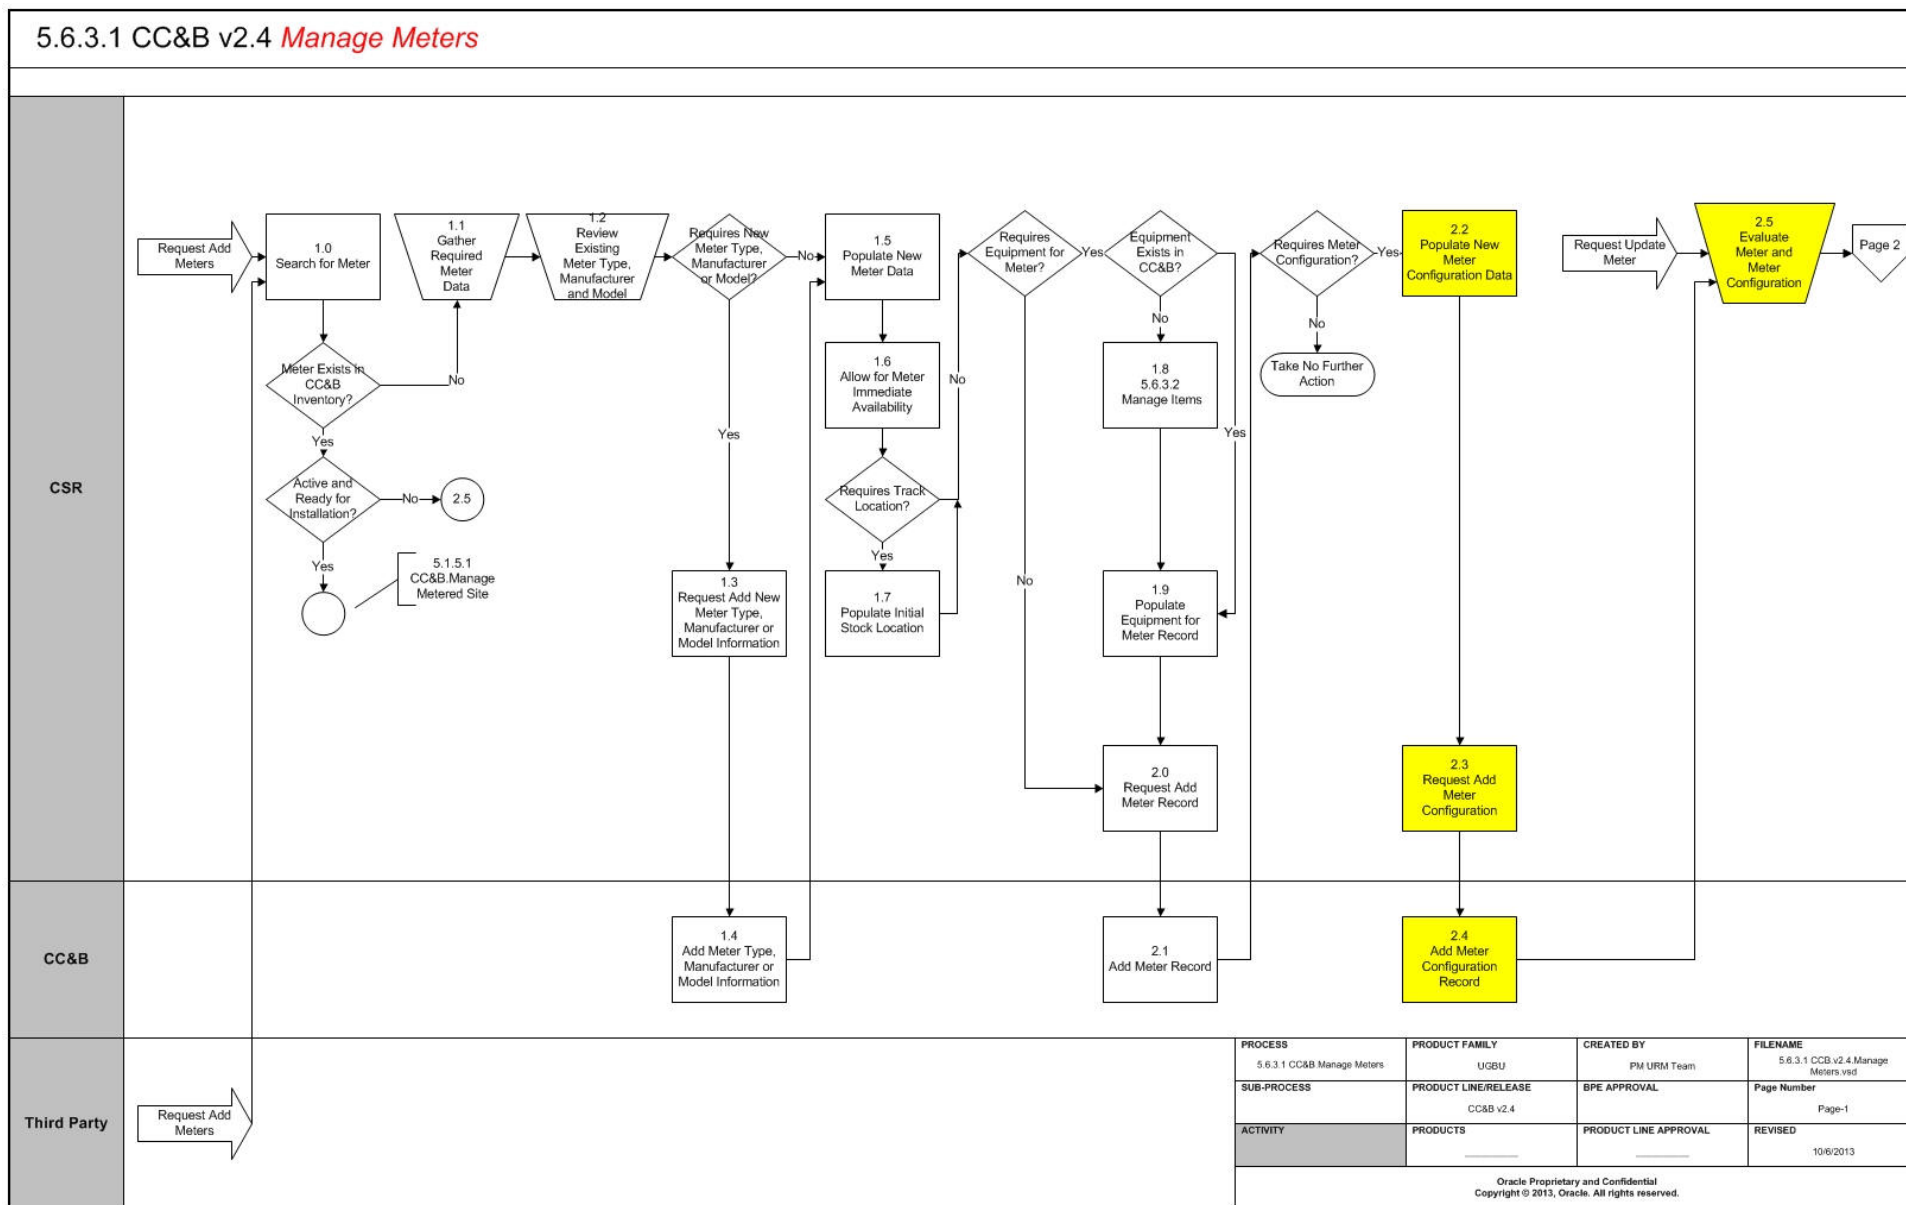 5.6.3.1 CC&B v2.4 Manage Meters
CSR
Request Add
Meters
1.0
Search for Meter
Meter Exists in
CC&B
Inventory?
No
Yes
Active and
Ready for
Installation?
No
2.5
Yes
5.1.5.1
CC&B.Manage
Metered Site
1.1
Gather
Required
Meter
Data
1.2
Review
Existing
Meter Type,
Manufacturer
and Model
Requires New
Meter Type,
Manufacturer
or Model?
No
Yes
1.3
Request Add New
Meter Type,
Manufacturer or
Model Information
1.5
Populate New
Meter Data
1.6
Allow for Meter
Immediate
Availability
Requires Track
Location?
No
Yes
1.7
Populate Initial
Stock Location
Requires
Equipment for
Meter?
Yes
No
Equipment
Exists in
CC&B?
No
Yes
1.8
5.6.3.2
Manage Items
1.9
Populate
Equipment for
Meter Record
2.0
Request Add
Meter Record
Requires Meter
Configuration?
Yes
No
Take No Further
Action
2.2
Populate New
Meter
Configuration Data
2.3
Request Add
Meter
Configuration
Request Update
Meter
2.5
Evaluate
Meter and
Meter
Configuration
Page 2
CC&B
1.4
Add Meter Type,
Manufacturer or
Model Information
2.1
Add Meter Record
2.4
Add Meter
Configuration
Record
Third Party
Request Add
Meters
PROCESS
5.6.3.1 CC&B.Manage Meters
PRODUCT FAMILY
UGBU
CREATED BY
PM URM Team
FILENAME
5.6.3.1 CCB.v2.4.Manage
Meters.vsd
SUB-PROCESS
PRODUCT LINE/RELEASE
CC&B v2.4
BPE APPROVAL
Page Number
Page-1
ACTIVITY
PRODUCTS
PRODUCT LINE APPROVAL
REVISED
10/6/2013
Oracle Proprietary and Confidential
Copyright © 2013, Oracle. All rights reserved.